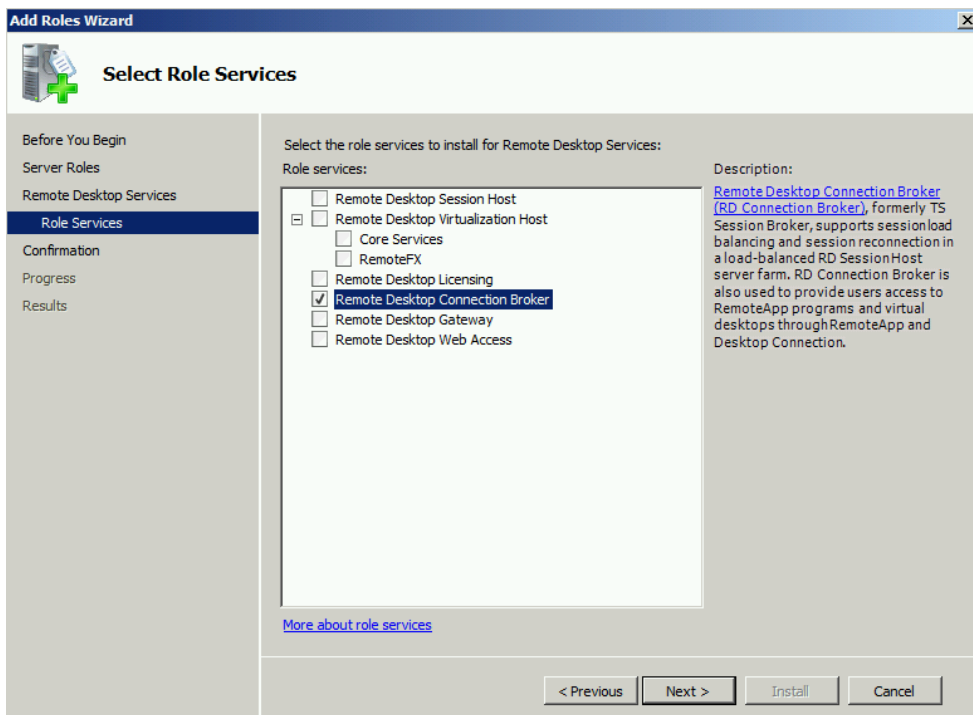 Add Roles Wizard
Select Role Services
Before You Begin
Server Roles
Remote Desktop Services
Role Services
Confirmation
Progress
Results
Select the role services to install for Remote Desktop Services:
Role services:
Remote Desktop Session Host
Remote Desktop Virtualization Host
Core Services
RemoteFX
Remote Desktop Licensing
Remote Desktop Connection Broker
Remote Desktop Gateway
Remote Desktop Web Access
More about role services
Description:
Remote Desktop Connection Broker
(RD Connection Broker), formerly TS
Session Broker, supports session load
balancing and session reconnection in
a load-balanced RD Session Host
server farm. RD Connection Broker is
also used to provide users access to
RemoteApp programs and virtual
desktops through RemoteApp and
Desktop Connection.
< Previous
Next >
Install
Cancel